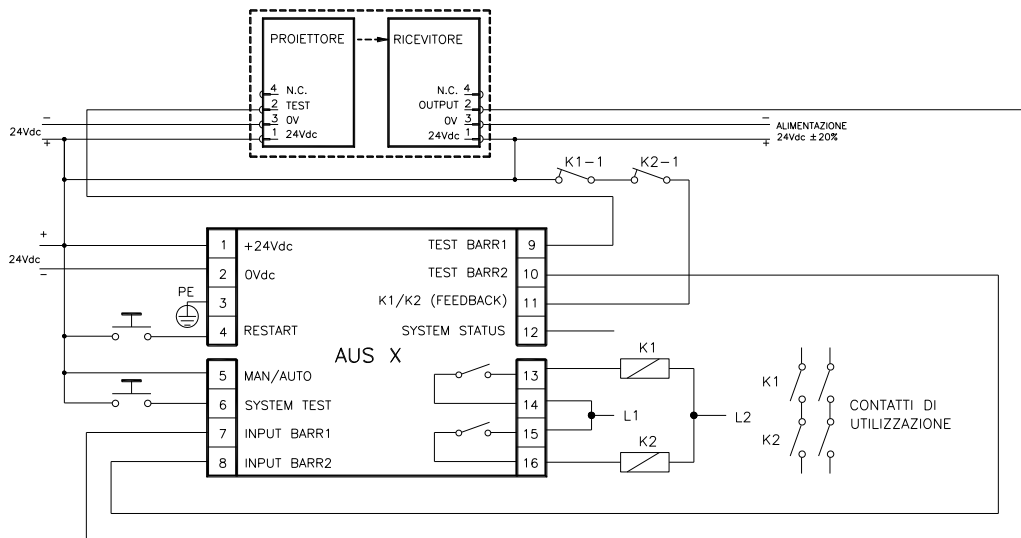 PROIETTORE
RICEVITORE
4 N.C.
2 TEST
3 0V
1 24Vdc
N.C. 4
OUTPUT 2
0V 3
24Vdc 1
−
24Vdc
+
−
ALIMENTAZIONE
+ 24Vdc ±20%
K1-1 K2-1
+
24Vdc
−
PE
1 +24Vdc
2 0Vdc
3
4 RESTART
5 MAN/AUTO
6 SYSTEM TEST
7 INPUT BARR1
8 INPUT BARR2
AUS X
TEST BARR1 9
TEST BARR2 10
K1/K2 (FEEDBACK) 11
SYSTEM STATUS 12
13
14
15
16
K1
L1
K2
L2
K1
K2
CONTATTI DI
UTILIZZAZIONE